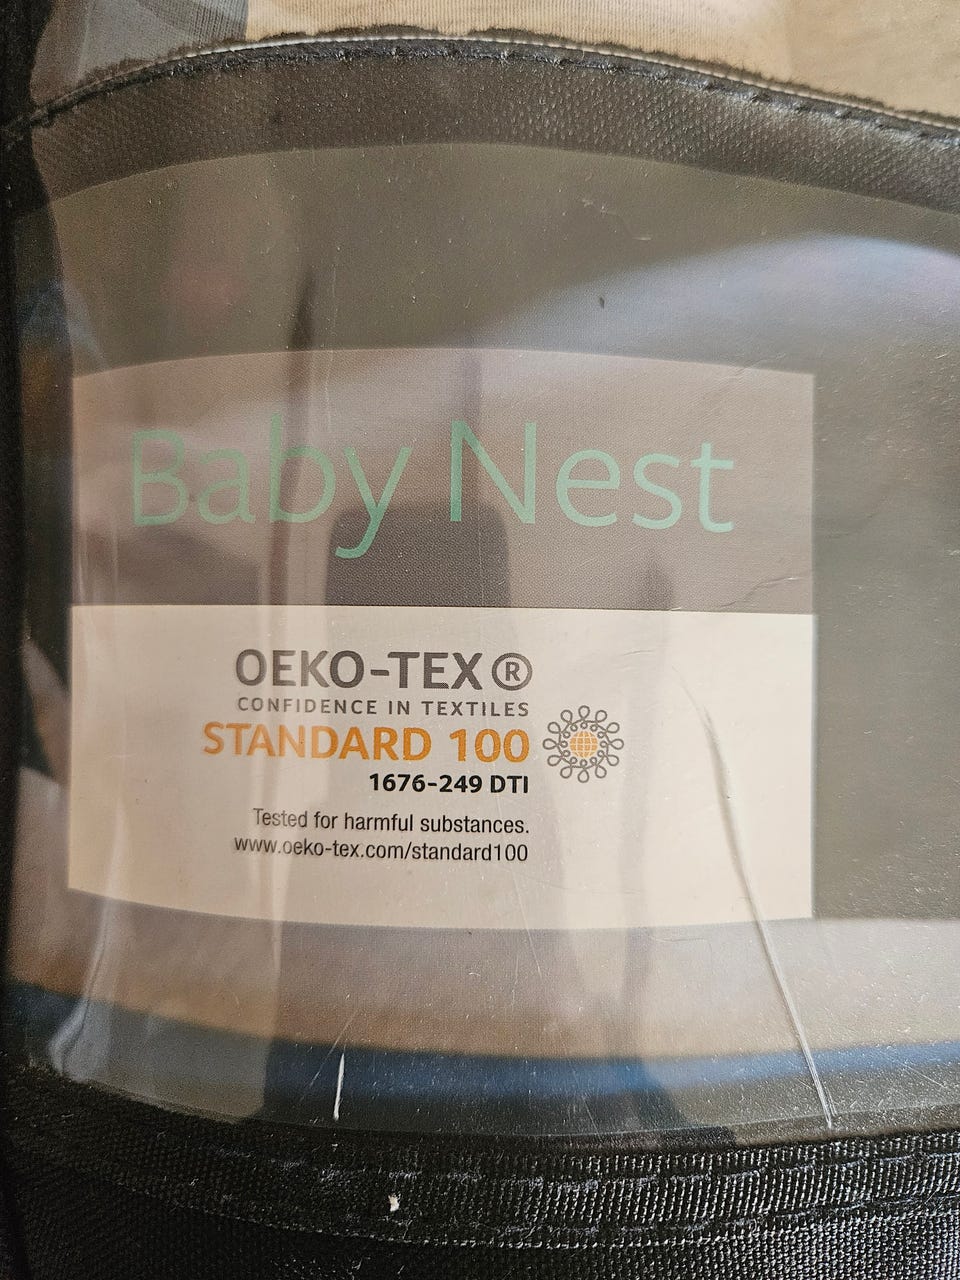 Baby Nest
OEKO-TEX®
CONFIDENCE IN TEXTILES
STANDARD 100
1676-249 DTI
Tested for harmful substances.
www.oeko-tex.com/standard100